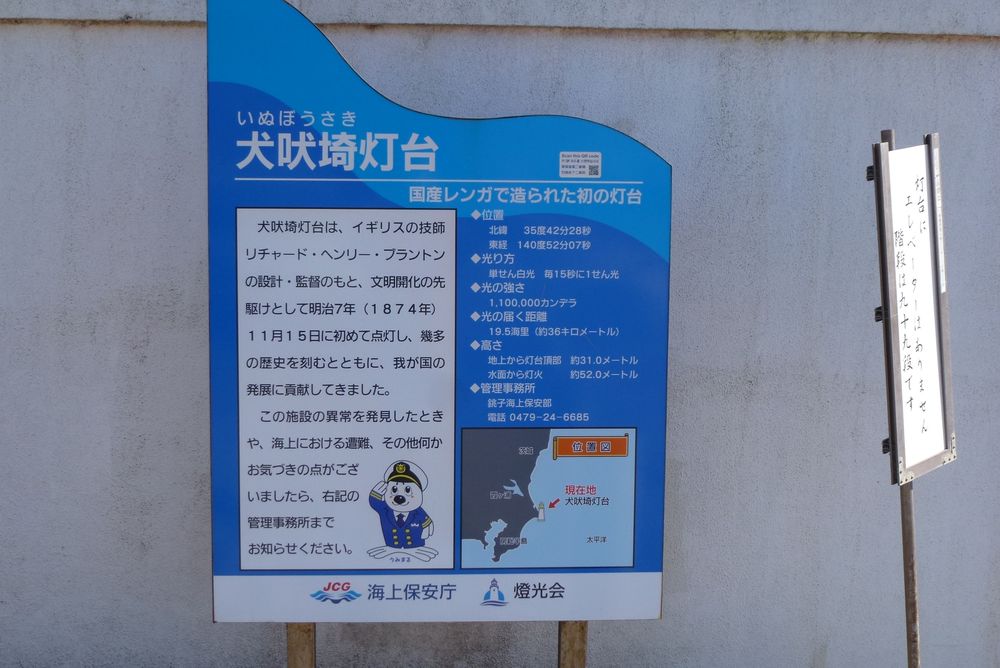 いぬぼうさき
犬吠埼灯台
Scan this QR code
国産レンガで造られた初の灯台
犬吠埼灯台は、イギリスの技師
リチャード・ヘンリー・ブラントン
の設計・監督のもと、文明開化の先
駆けとして明治7年（1874年）
11月15日に初めて点灯し、幾多
の歴史を刻むとともに、我が国の
発展に貢献してきました。
この施設の異常を発見したとき
や、海上における遭難、その他何か
お気づきの点がござ
いましたら、右記の
管理事務所まで
お知らせください。
うみまる
◆位置
北緯 35度42分28秒
東経 140度52分07秒
◆光り方
単せん白光 毎15秒に1せん光
◆光の強さ
1,100,000カンデラ
◆光の届く距離
19.5海里（約36キロメートル）
◆高さ
地上から灯台頂部 約31.0メートル
水面から灯火 約52.0メートル
◆管理事務所
銚子海上保安部
電話 0479-24-6685
位置図
茨城
霞ヶ浦
現在地
犬吠埼灯台
房総半島
太平洋
JCG 海上保安庁
燈光会
灯台に
エレベーターはありません
階段は九十九段です